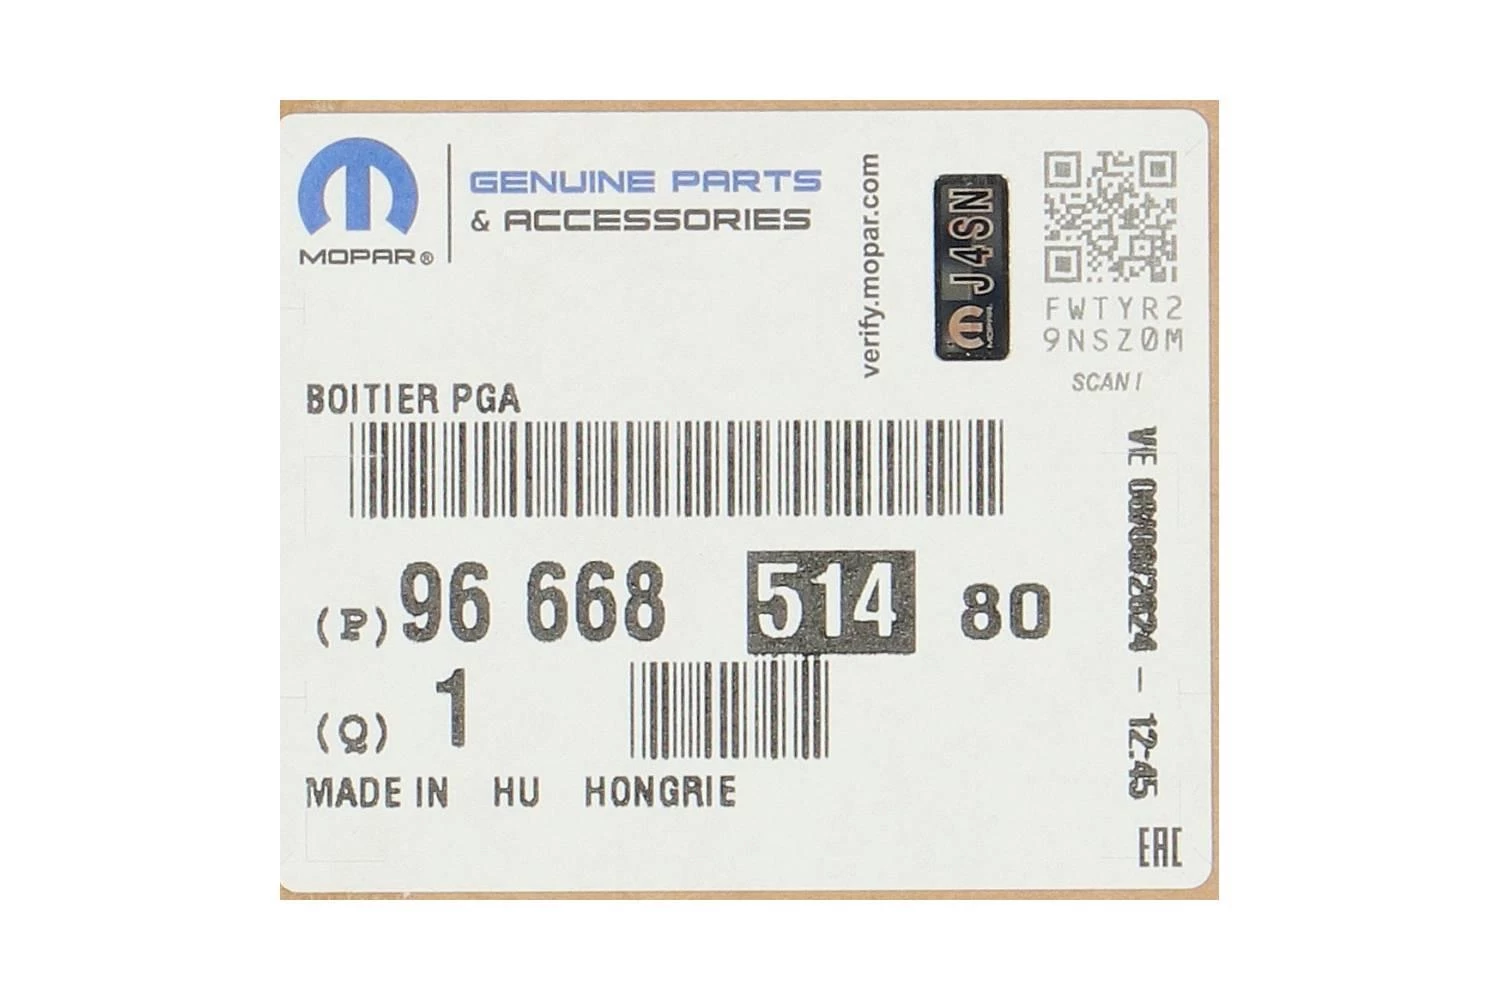 GENUINE PARTS
& ACCESSORIES
MOPAR®
verify.mopar.com
J4SN
MOPAR
FWTYR2
9NSZ0M
SCAN !
BOITIER PGA
(P) 96 668 514 80
(Q) 1
MADE IN HU HONGRIE
- 12:45
EAC